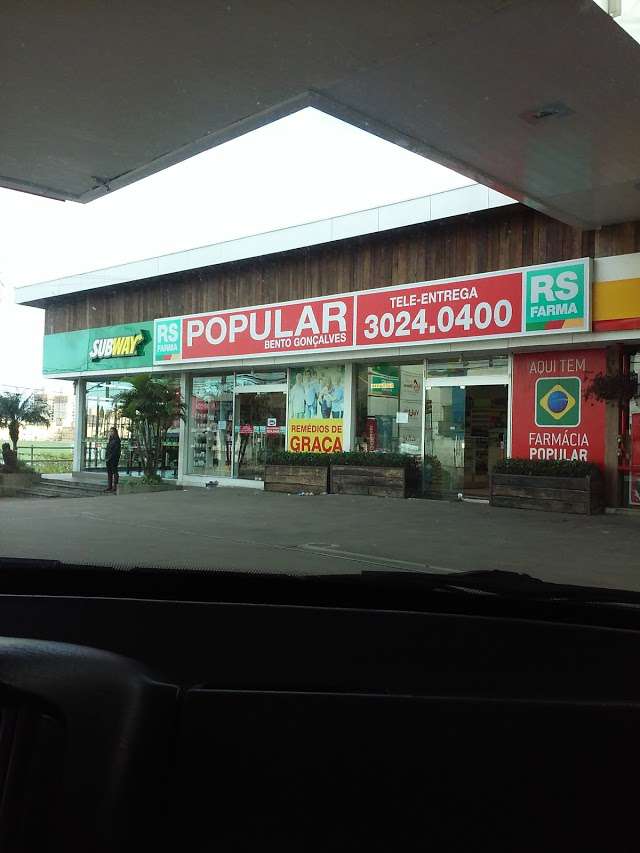 SUBWAY
RS
FARMA
POPULAR
BENTO GONÇALVES
TELE-ENTREGA
3024.0400
RS
FARMA
REMÉDIOS DE
GRAÇA
AQUI TEM
FARMÁCIA
POPULAR